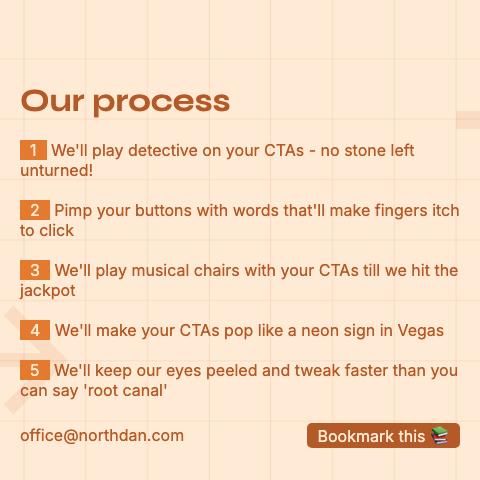 Our process
1 We'll play detective on your CTAs - no stone left
unturned!
2 Pimp your buttons with words that'll make fingers itch
to click
3 We'll play musical chairs with your CTAs till we hit the
jackpot
4 We'll make your CTAs pop like a neon sign in Vegas
5 We'll keep our eyes peeled and tweak faster than you
can say 'root canal'
office@northdan.com
Bookmark this 📚